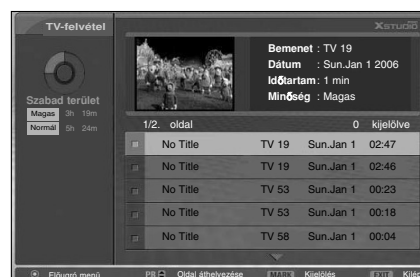 TV-felvétel
XSTUDIO
Bemenet : TV 19
Dátum : Sun.Jan 1 2006
Időtartam : 1 min
Minőség : Magas
Szabad terület
Magas 3h 19m
Normál 5h 24m
1/2. oldal 0 kijelölve
No Title TV 19 Sun.Jan 1 02:47
No Title TV 19 Sun.Jan 1 02:46
No Title TV 53 Sun.Jan 1 00:23
No Title TV 53 Sun.Jan 1 00:18
No Title TV 58 Sun.Jan 1 00:04
Előugró menü PR Oldal áthelyezése MARK Kijelölés EXIT Kilép